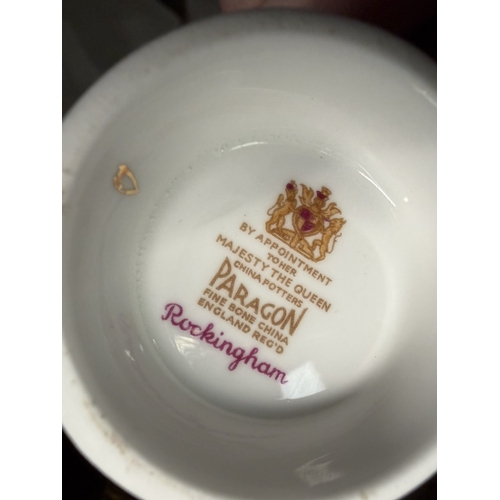 BY APPOINTMENT
TO HER
MAJESTY THE QUEEN
CHINA POTTERS
PARAGON
FINE BONE CHINA
ENGLAND REG'D
Rockingham